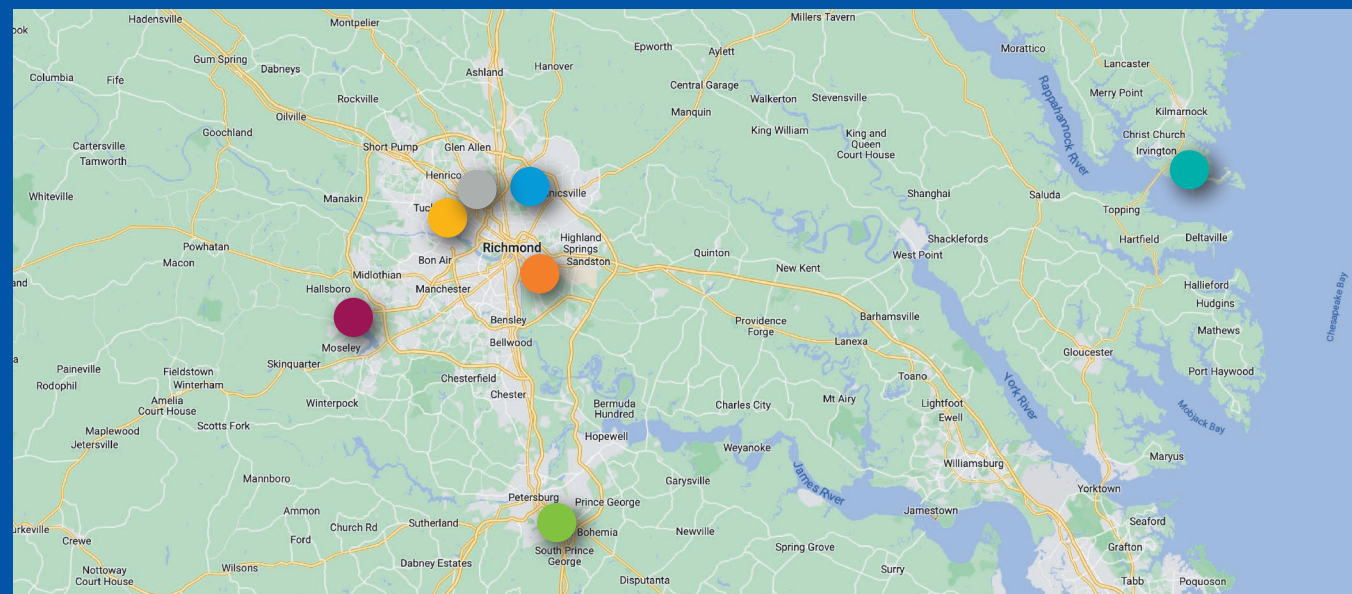 Hadensville
Montpelier
Millers Tavern
ook
Gum Spring
Dabneys
Epworth
Aylett
Morattico
Lancaster
Columbia
Fife
Ashland
Hanover
Central Garage
Merry Point
Rockville
Walkerton
Stevensville
Kilmarnock
Oilville
Manquin
Goochland
King William
King and
Queen
Court House
Rappahannock River
Christ Church
Cartersville
Tamworth
Short Pump
Glen Allen
Irvington
Henrico
Whiteville
Manakin
Tuc
nicsville
Shanghai
Saluda
Topping
Powhatan
Macon
Richmond
Highland
Springs
Sandston
Quinton
Shacklefords
West Point
Hartfield
Deltaville
Bon Air
Midlothian
New Kent
and
Hallsboro
Manchester
Hallieford
Hudgins
Chesapeake Bay
Bensley
Providence
Forge
Barhamsville
Mathews
Moseley
Bellwood
Lanexa
Gloucester
a
Paineville
Skinquarter
Port Haywood
Rodophil
Fieldstown
Winterham
Chesterfield
Toano
Amelia
Court House
Winterpock
Chester
Bermuda
Hundred
Charles City
Mt Airy
Lightfoot
Ewell
York River
Mobjack Bay
Scotts Fork
Maplewood
Jetersville
Hopewell
Weyanoke
Williamsburg
Maryus
Mannboro
Garysville
James River
Yorktown
Petersburg
Prince George
Jamestown
Ammon
Church Rd
Sutherland
Bohemia
Newville
Seaford
urkeville
Crewe
Ford
South Prince
George
Spring Grove
Grafton
Nottoway
Court House
Wilsons
Dabney Estates
Disputanta
Surry
Tabb
Poquoson